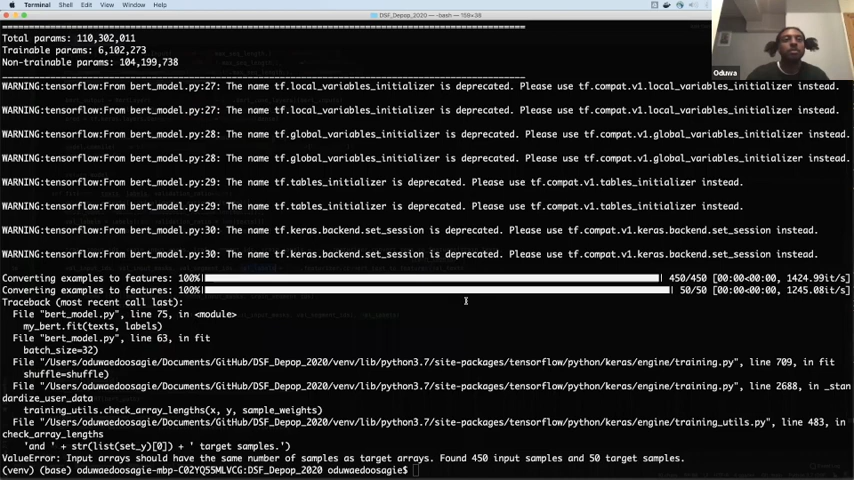 Terminal Shell Edit View Window Help
DSF_Depop_2020 — -bash — 158×38
Total params: 110,302,011
Trainable params: 6,102,273
Non-trainable params: 104,199,738
Oduwa
WARNING:tensorflow:From bert_model.py:27: The name tf.local_variables_initializer is deprecated. Please use tf.compat.v1.local_variables_initializer instead.
WARNING:tensorflow:From bert_model.py:27: The name tf.local_variables_initializer is deprecated. Please use tf.compat.v1.local_variables_initializer instead.
WARNING:tensorflow:From bert_model.py:28: The name tf.global_variables_initializer is deprecated. Please use tf.compat.v1.global_variables_initializer instead.
WARNING:tensorflow:From bert_model.py:28: The name tf.global_variables_initializer is deprecated. Please use tf.compat.v1.global_variables_initializer instead.
WARNING:tensorflow:From bert_model.py:29: The name tf.tables_initializer is deprecated. Please use tf.compat.v1.tables_initializer instead.
WARNING:tensorflow:From bert_model.py:29: The name tf.tables_initializer is deprecated. Please use tf.compat.v1.tables_initializer instead.
WARNING:tensorflow:From bert_model.py:30: The name tf.keras.backend.set_session is deprecated. Please use tf.compat.v1.keras.backend.set_session instead.
WARNING:tensorflow:From bert_model.py:30: The name tf.keras.backend.set_session is deprecated. Please use tf.compat.v1.keras.backend.set_session instead.
Converting examples to features: 100%| | 450/450 [00:00<00:00, 1424.99it/s]
Converting examples to features: 100%| | 50/50 [00:00<00:00, 1245.08it/s]
Traceback (most recent call last):
File "bert_model.py", line 75, in <module>
my_bert.fit(texts, labels)
File "bert_model.py", line 63, in fit
batch_size=32)
File "/Users/oduwaedoosagie/Documents/GitHub/DSF_Depop_2020/venv/lib/python3.7/site-packages/tensorflow/python/keras/engine/training.py", line 709, in fit
shuffle=shuffle)
File "/Users/oduwaedoosagie/Documents/GitHub/DSF_Depop_2020/venv/lib/python3.7/site-packages/tensorflow/python/keras/engine/training.py", line 2688, in _stan
dardize_user_data
training_utils.check_array_lengths(x, y, sample_weights)
File "/Users/oduwaedoosagie/Documents/GitHub/DSF_Depop_2020/venv/lib/python3.7/site-packages/tensorflow/python/keras/engine/training_utils.py", line 483, in
check_array_lengths
'and ' + str(list(set_y)[0]) + ' target samples.')
ValueError: Input arrays should have the same number of samples as target arrays. Found 450 input samples and 50 target samples.
(venv) (base) oduwaedoosagie-mbp-C02YQ55MLVCG:DSF_Depop_2020 oduwaedoosagie$